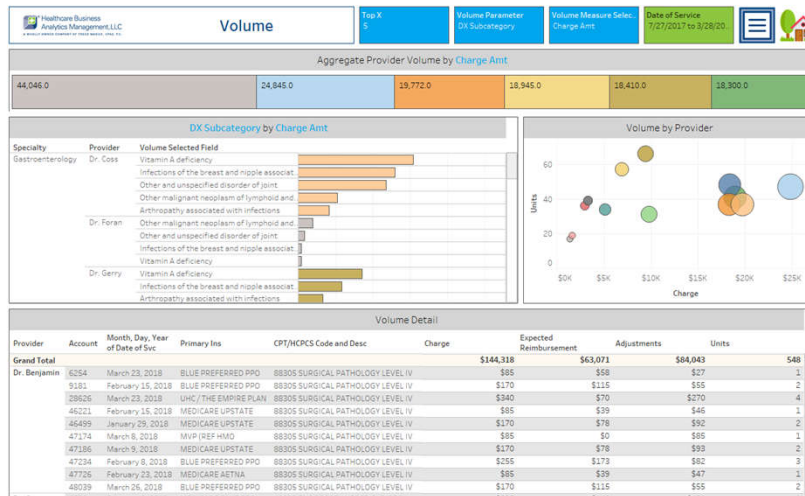 Healthcare Business
Analytics Management, LLC
Volume
Top X
5
Volume Parameter
DX Subcategory
Volume Measure Selec..
Charge Amt
Date of Service
7/27/2017 to 3/28/20...
Aggregate Provider Volume by Charge Amt
44,046.0 24,845.0 19,772.0 18,945.0 18,410.0 18,300.0
DX Subcategory by Charge Amt
Specialty Provider Volume Selected Field
Gastroenterology Dr. Coss Vitamin A deficiency
Infections of the breast and nipple associat..
Other and unspecified disorder of joint
Other malignant neoplasm of lymphoid and..
Arthropathy associated with infections
Dr. Foran Other malignant neoplasm of lymphoid and..
Other and unspecified disorder of joint
Infections of the breast and nipple associat..
Vitamin A deficiency
Dr. Gerry Vitamin A deficiency
Infections of the breast and nipple associat..
Arthropathy associated with infections
Volume by Provider
60
40
20
0
Units
$0K $5K $10K $15K $20K $25K
Charge
Volume Detail
Provider Account Month, Day, Year of Date of Svc Primary Ins CPT/HCPCS Code and Desc Charge Expected Reimbursement Adjustments Units
Grand Total $144,318 $63,071 $84,043 548
Dr. Benjamin 6254 March 23, 2018 BLUE PREFERRED PPO 88305 SURGICAL PATHOLOGY LEVEL IV $85 $58 $27 1
9181 February 15, 2018 BLUE PREFERRED PPO 88305 SURGICAL PATHOLOGY LEVEL IV $170 $115 $55 2
28626 March 23, 2018 UHC / THE EMPIRE PLAN 88305 SURGICAL PATHOLOGY LEVEL IV $340 $70 $270 4
46221 February 15, 2018 MEDICARE UPSTATE 88305 SURGICAL PATHOLOGY LEVEL IV $85 $39 $46 1
46499 January 29, 2018 MEDICARE UPSTATE 88305 SURGICAL PATHOLOGY LEVEL IV $170 $78 $92 2
47174 March 8, 2018 MVP (REF HMO 88305 SURGICAL PATHOLOGY LEVEL IV $85 $0 $85 1
47186 March 9, 2018 MEDICARE UPSTATE 88305 SURGICAL PATHOLOGY LEVEL IV $170 $78 $93 2
47234 February 8, 2018 BLUE PREFERRED PPO 88305 SURGICAL PATHOLOGY LEVEL IV $255 $173 $82 3
47726 February 23, 2018 MEDICARE AETNA 88305 SURGICAL PATHOLOGY LEVEL IV $85 $39 $47 1
48039 March 26, 2018 BLUE PREFERRED PPO 88305 SURGICAL PATHOLOGY LEVEL IV $170 $115 $55 2